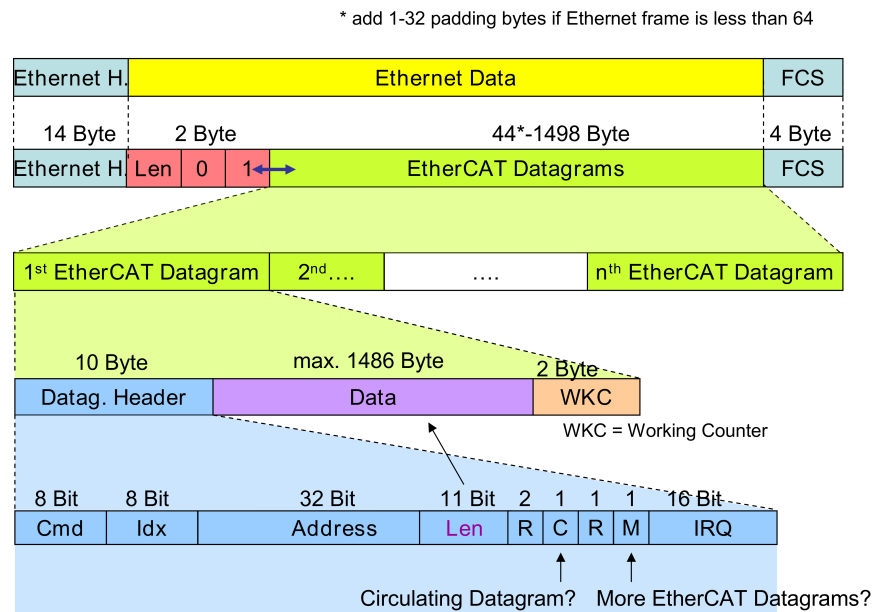 * add 1-32 padding bytes if Ethernet frame is less than 64
Ethernet H. Ethernet Data FCS
14 Byte 2 Byte 44*-1498 Byte 4 Byte
Ethernet H. Len 0 1 EtherCAT Datagrams FCS
1st EtherCAT Datagram 2nd.... .... nth EtherCAT Datagram
10 Byte max. 1486 Byte 2 Byte
Datag. Header Data WKC
WKC = Working Counter
8 Bit 8 Bit 32 Bit 11 Bit 2 1 1 1 16 Bit
Cmd Idx Address Len R C R M IRQ
Circulating Datagram? More EtherCAT Datagrams?